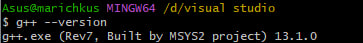 Asus@marichkus MINGW64 /d/visual studio
$ g++ --version
g++.exe (Rev7, Built by MSYS2 project) 13.1.0